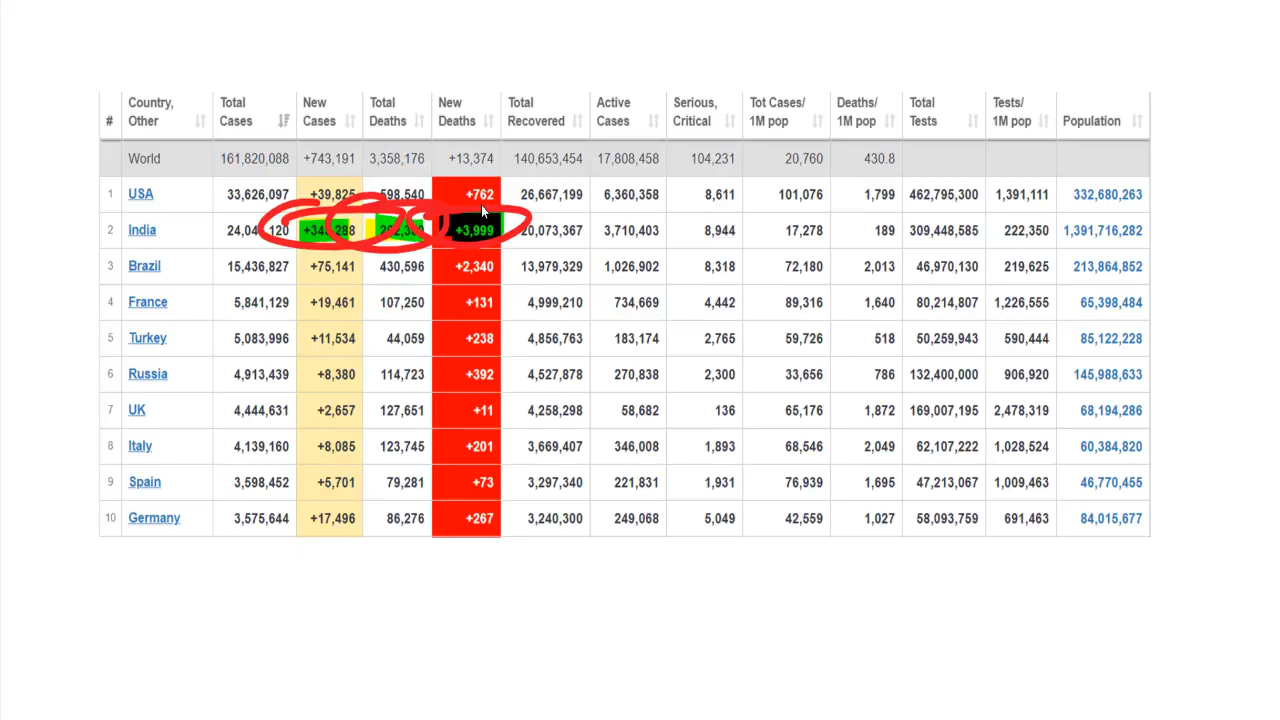 # Country, Other Total Cases New Cases Total Deaths New Deaths Total Recovered Active Cases Serious, Critical Tot Cases/ 1M pop Deaths/ 1M pop Total Tests Tests/ 1M pop Population
World 161,820,088 +743,191 3,358,176 +13,374 140,653,454 17,808,458 104,231 20,760 430.8
1 USA 33,626,097 +39,825 598,540 +762 26,667,199 6,360,358 8,611 101,076 1,799 462,795,300 1,391,111 332,680,263
2 India +3,999 20,073,367 3,710,403 8,944 17,278 189 309,448,585 222,350 1,391,716,282
3 Brazil 15,436,827 +75,141 430,596 +2,340 13,979,329 1,026,902 8,318 72,180 2,013 46,970,130 219,625 213,864,852
4 France 5,841,129 +19,461 107,250 +131 4,999,210 734,669 4,442 89,316 1,640 80,214,807 1,226,555 65,398,484
5 Turkey 5,083,996 +11,534 44,059 +238 4,856,763 183,174 2,765 59,726 518 50,259,943 590,444 85,122,228
6 Russia 4,913,439 +8,380 114,723 +392 4,527,878 270,838 2,300 33,656 786 132,400,000 906,920 145,988,633
7 UK 4,444,631 +2,657 127,651 +11 4,258,298 58,682 136 65,176 1,872 169,007,195 2,478,319 68,194,286
8 Italy 4,139,160 +8,085 123,745 +201 3,669,407 346,008 1,893 68,546 2,049 62,107,222 1,028,524 60,384,820
9 Spain 3,598,452 +5,701 79,281 +73 3,297,340 221,831 1,931 76,939 1,695 47,213,067 1,009,463 46,770,455
10 Germany 3,575,644 +17,496 86,276 +267 3,240,300 249,068 5,049 42,559 1,027 58,093,759 691,463 84,015,677